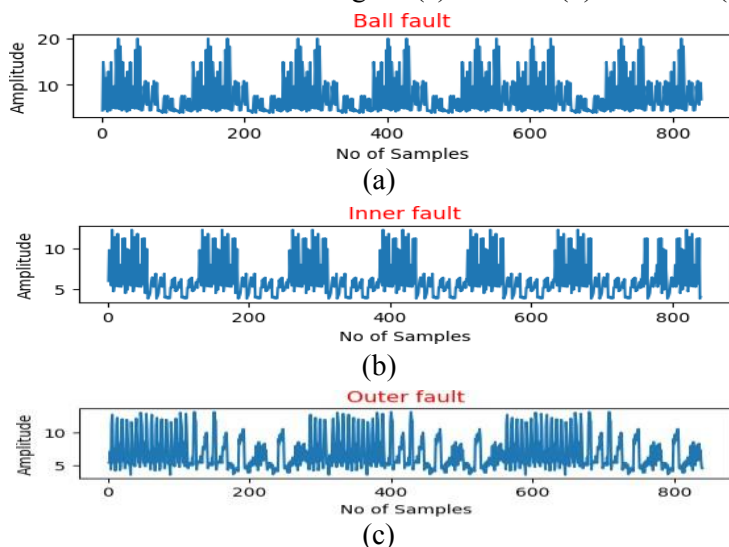 Ball fault
20
10
Amplitude
0 200 400 600 800
No of Samples
(a)
Inner fault
10
5
Amplitude
0 200 400 600 800
No of Samples
(b)
Outer fault
10
5
Amplitude
0 200 400 600 800
No of Samples
(c)